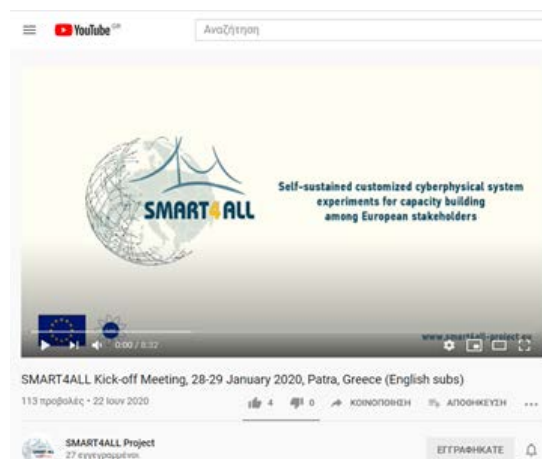 YouTube GR
Αναζήτηση
SMART4ALL
Self-sustained customized cyberphysical system
experiments for capacity building
among European stakeholders
www.smart4all-project.eu
0:00 / 8:32
SMART4ALL Kick-off Meeting, 28-29 January 2020, Patra, Greece (English subs)
113 προβολές • 22 Ιουν 2020
4
0
ΚΟΙΝΟΠΟΙΗΣΗ
ΑΠΟΘΗΚΕΥΣΗ
SMART4ALL Project
27 εγγεγραμμένοι
ΕΓΓΡΑΦΗΚΑΤΕ